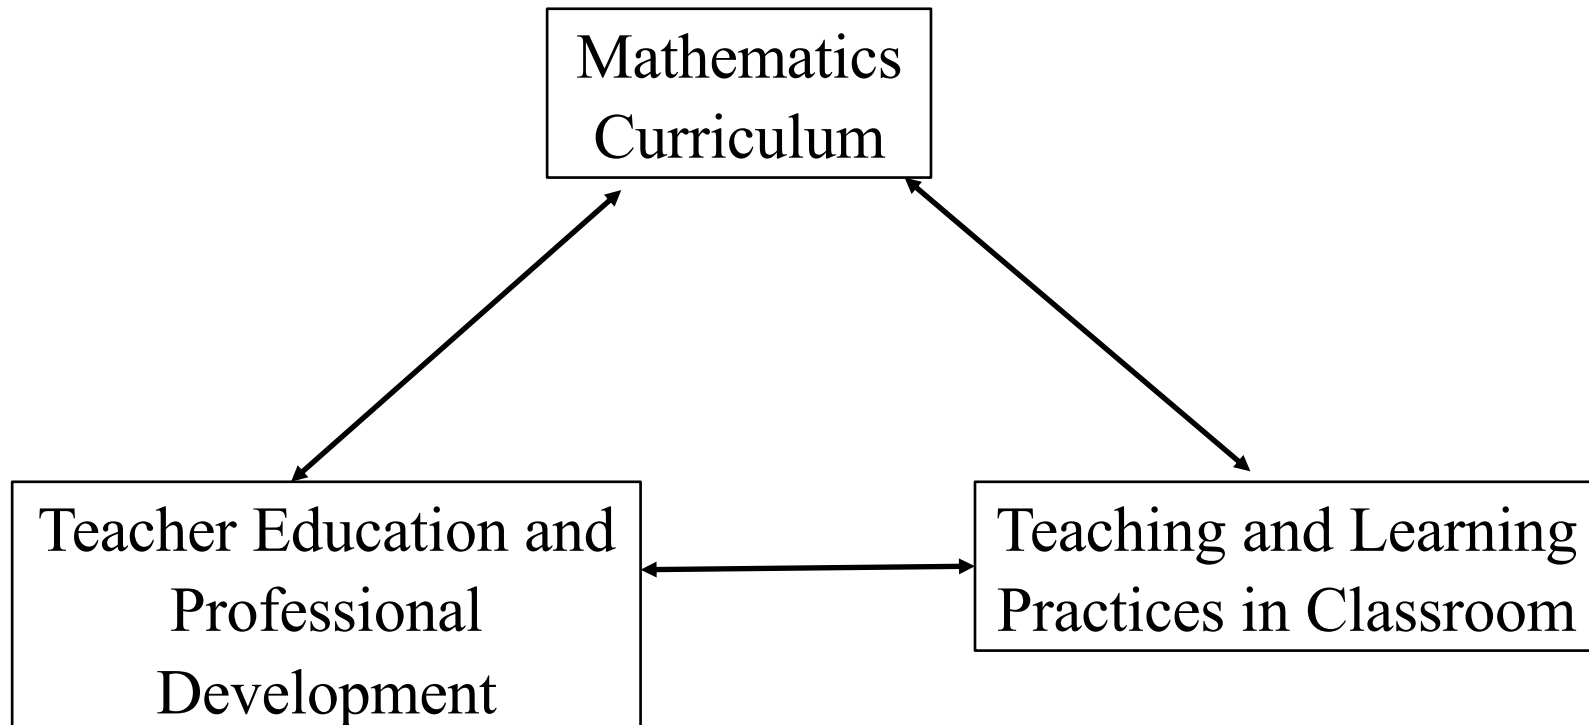 Mathematics
Curriculum
Teacher Education and
Professional
Development
Teaching and Learning
Practices in Classroom